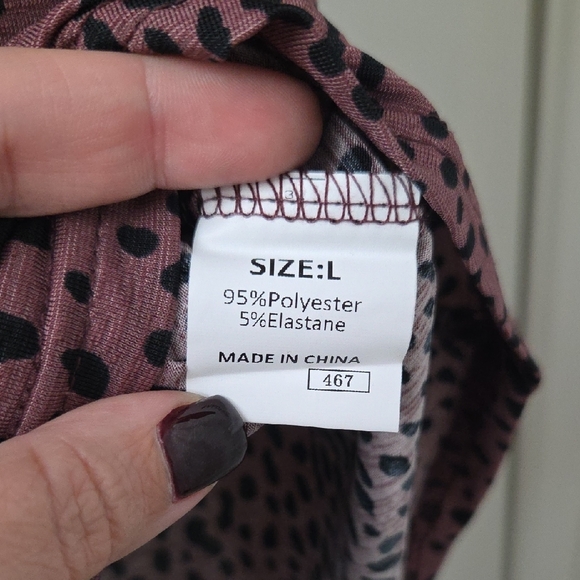 SIZE:L
95%Polyester
5%Elastane
MADE IN CHINA
467